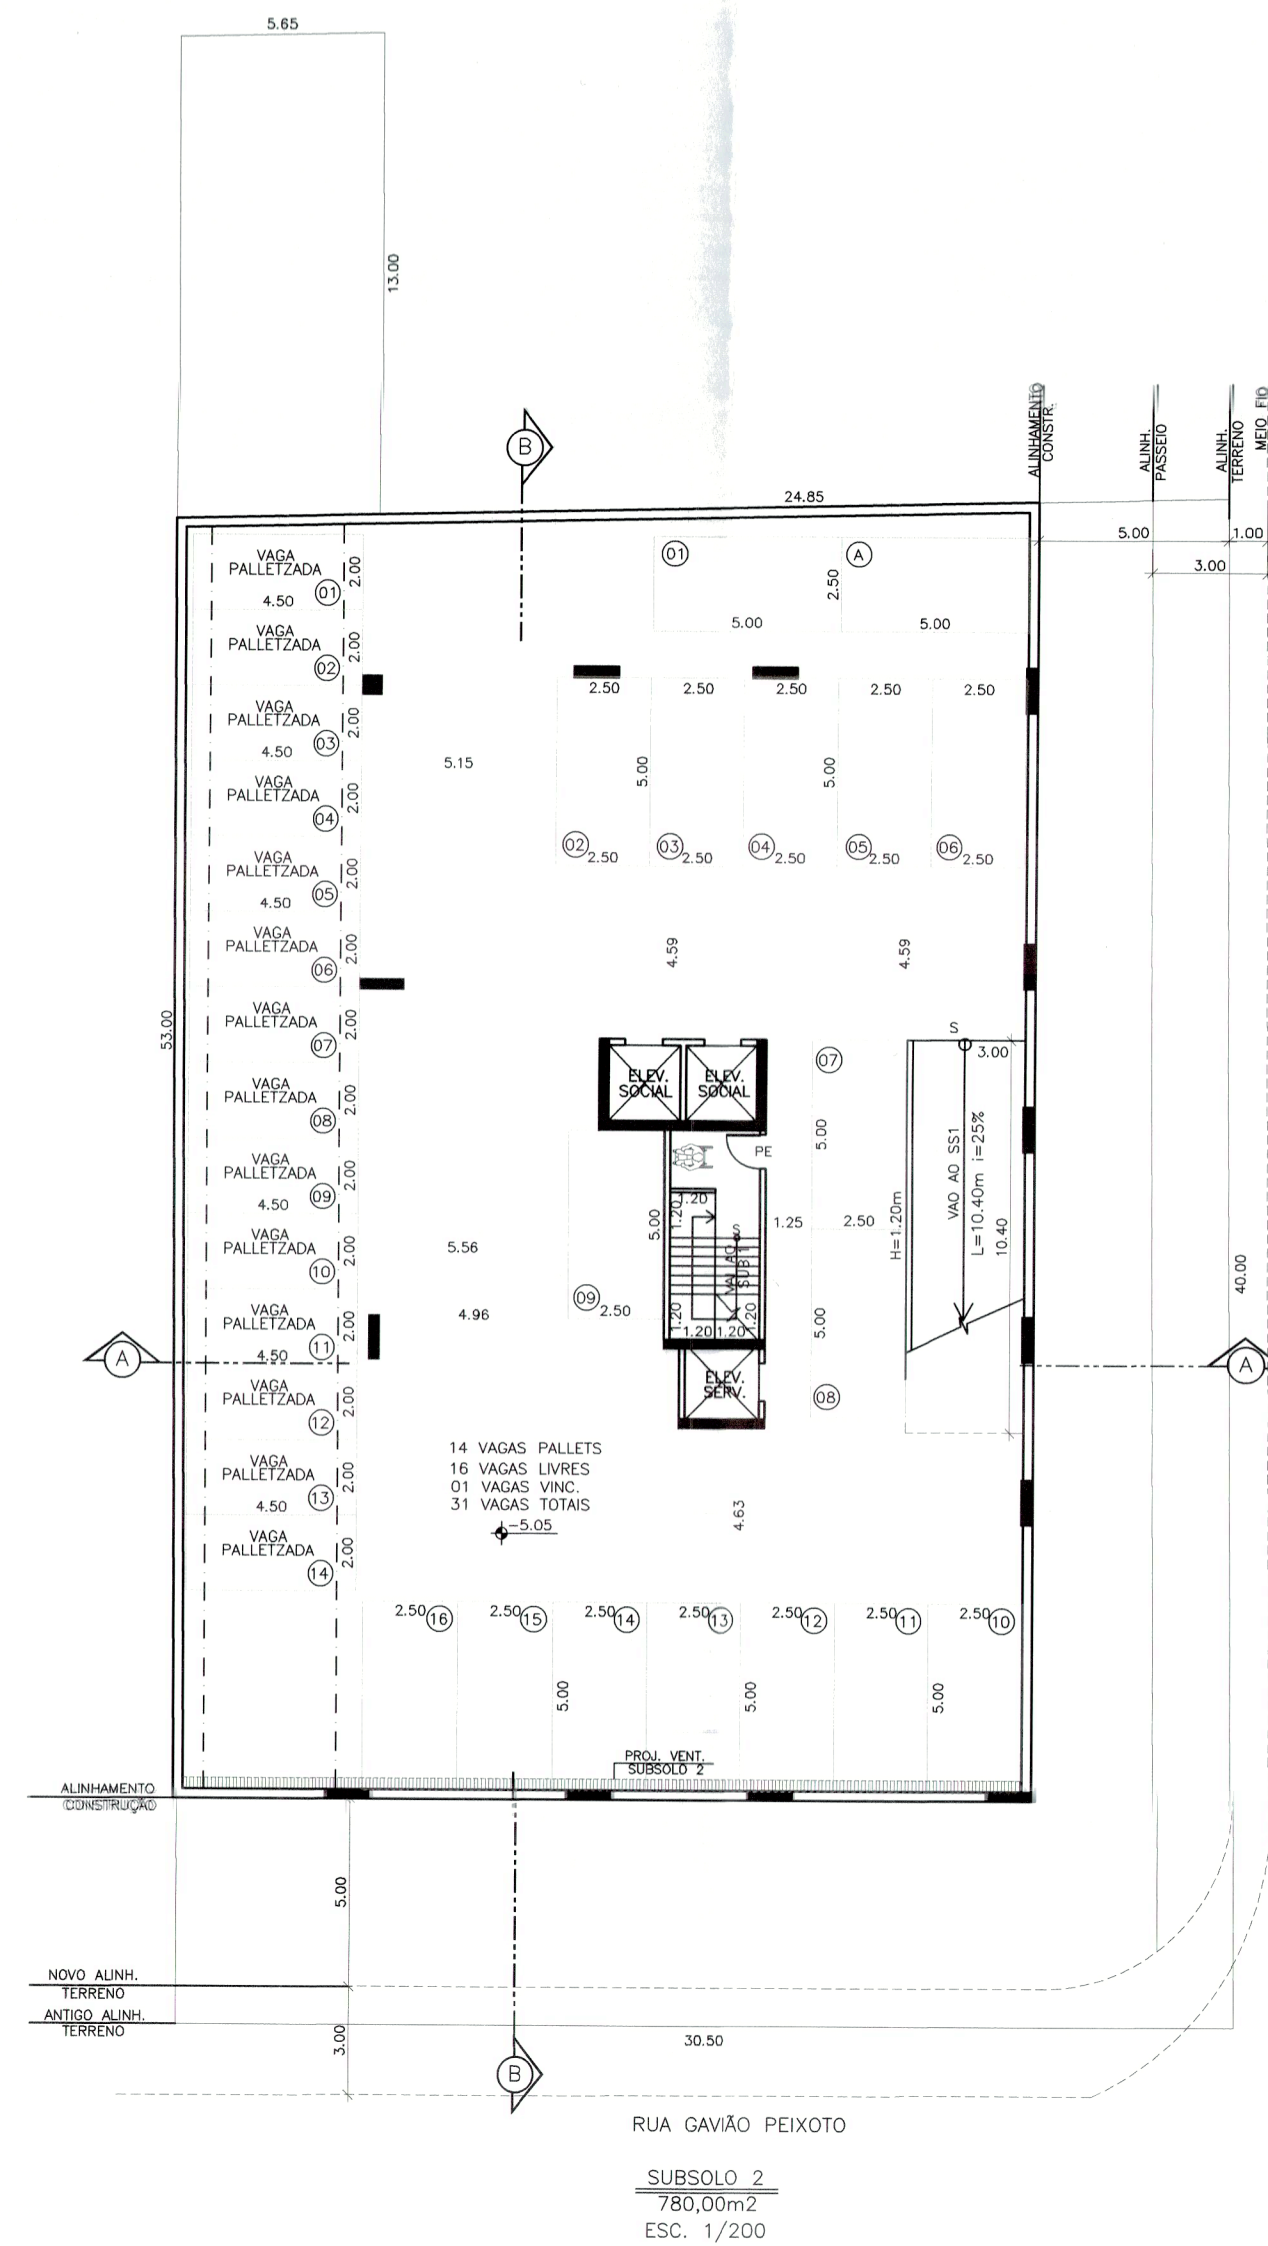 5.65
13.00
B
ALINHAMENTO
CONSTR.
ALINH.
PASSEIO
ALINH.
TERRENO
MEIO FIO
24.85
5.00
1.00
3.00
VAGA
PALLETZADA
01
4.50
2.00
VAGA
PALLETZADA
02
2.00
VAGA
PALLETZADA
03
4.50
2.00
VAGA
PALLETZADA
04
2.00
VAGA
PALLETZADA
05
4.50
2.00
VAGA
PALLETZADA
06
2.00
VAGA
PALLETZADA
07
2.00
VAGA
PALLETZADA
08
2.00
VAGA
PALLETZADA
09
4.50
2.00
VAGA
PALLETZADA
10
2.00
VAGA
PALLETZADA
11
4.50
2.00
VAGA
PALLETZADA
12
2.00
VAGA
PALLETZADA
13
4.50
2.00
VAGA
PALLETZADA
14
2.00
53.00
01
A
2.50
5.00
5.00
2.50
2.50
2.50
2.50
2.50
5.15
5.00
5.00
02
2.50
03
2.50
04
2.50
05
2.50
06
2.50
4.59
4.59
ELEV.
SOCIAL
ELEV.
SOCIAL
07
5.00
PE
S
3.00
VAO AO SS1
L=10.40m i=25%
10.40
H=1.20m
1.20
1.20
5.00
S
VAI AO
SUB 1
1.25
2.50
5.56
09
2.50
4.96
1.20
1.20
1.20
1.20
5.00
40.00
A
A
ELEV.
SERV.
08
14 VAGAS PALLETS
16 VAGAS LIVRES
01 VAGAS VINC.
31 VAGAS TOTAIS
-5.05
4.63
2.50
16
2.50
15
2.50
14
2.50
13
2.50
12
2.50
11
2.50
10
5.00
5.00
5.00
PROJ. VENT.
SUBSOLO 2
ALINHAMENTO
CONSTRUÇÃO
5.00
NOVO ALINH.
TERRENO
ANTIGO ALINH.
TERRENO
3.00
30.50
B
RUA GAVIÃO PEIXOTO
SUBSOLO 2
780,00m2
ESC. 1/200